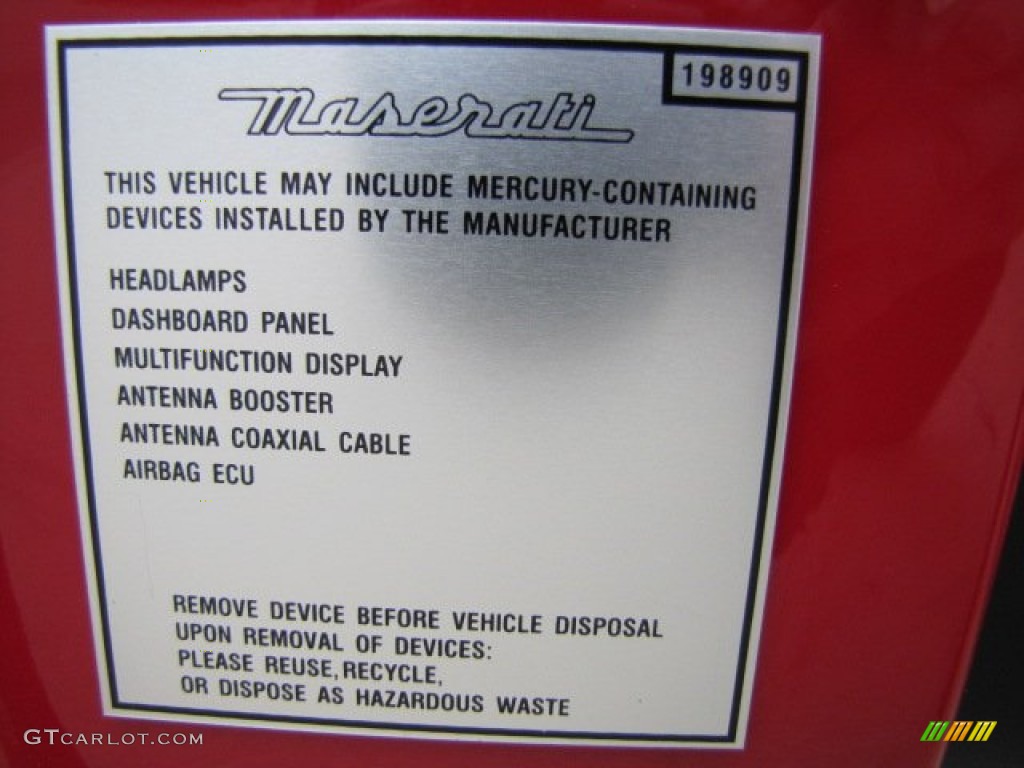 198909
Maserati
THIS VEHICLE MAY INCLUDE MERCURY-CONTAINING
DEVICES INSTALLED BY THE MANUFACTURER
HEADLAMPS
DASHBOARD PANEL
MULTIFUNCTION DISPLAY
ANTENNA BOOSTER
ANTENNA COAXIAL CABLE
AIRBAG ECU
REMOVE DEVICE BEFORE VEHICLE DISPOSAL
UPON REMOVAL OF DEVICES:
PLEASE REUSE, RECYCLE,
OR DISPOSE AS HAZARDOUS WASTE
GTCARLOT.COM